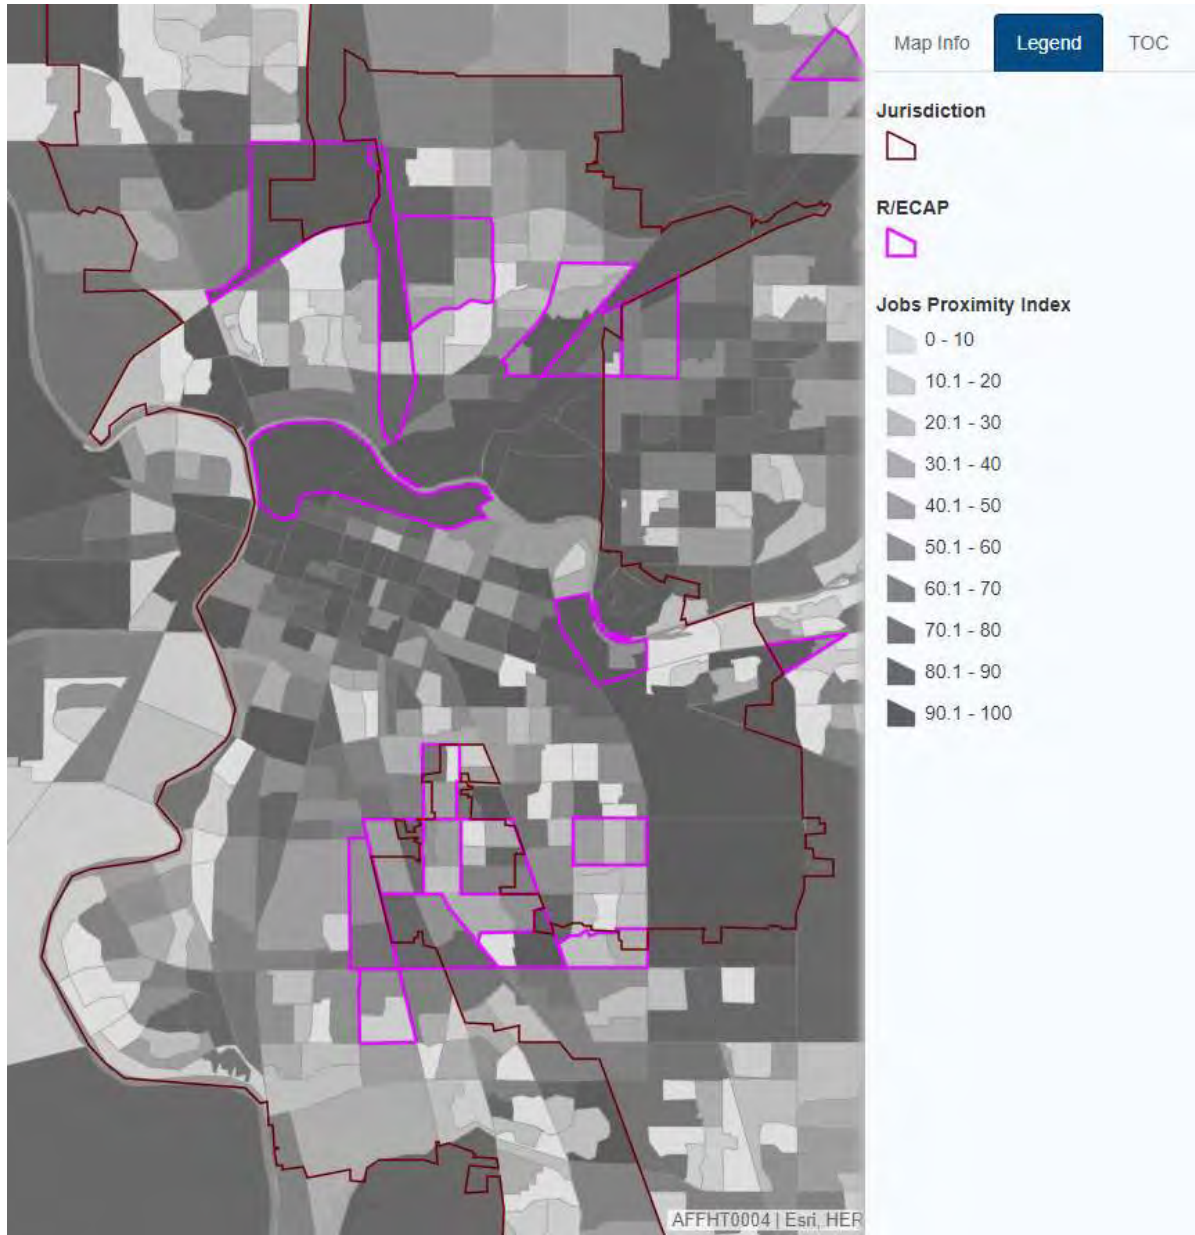 Map Info Legend TOC
Jurisdiction
R/ECAP
Jobs Proximity Index
0 - 10
10.1 - 20
20.1 - 30
30.1 - 40
40.1 - 50
50.1 - 60
60.1 - 70
70.1 - 80
80.1 - 90
90.1 - 100
AFFHT0004 | Esri, HER